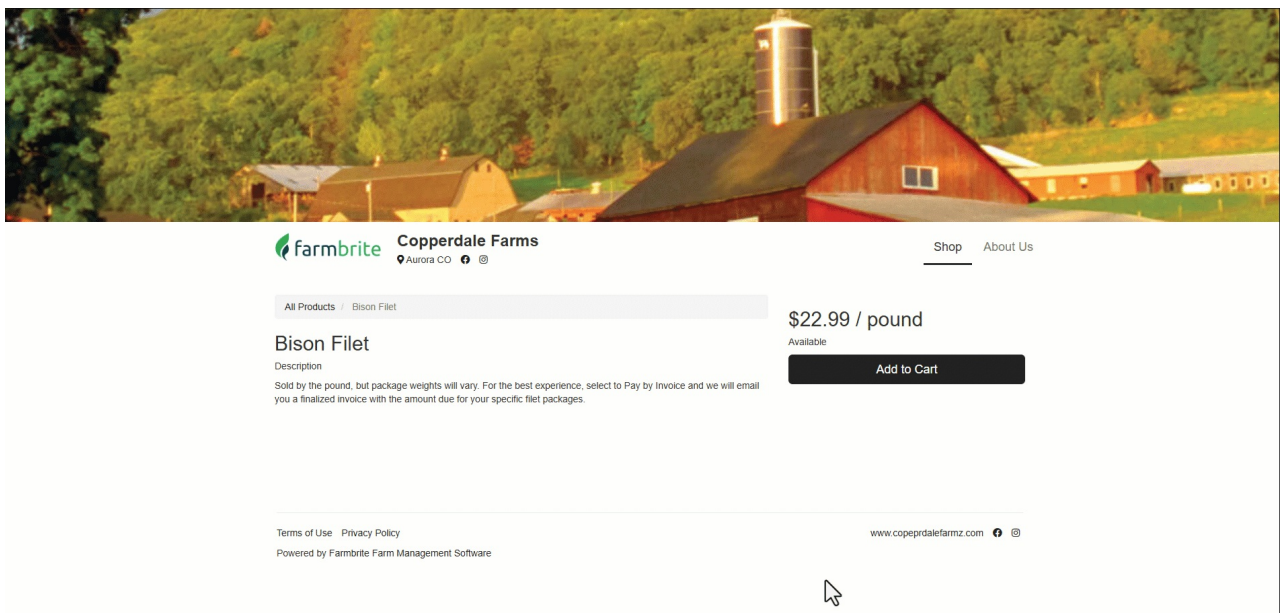 farmbrite
Copperdale Farms
Aurora CO
Shop
About Us
All Products / Bison Filet
Bison Filet
Description
Sold by the pound, but package weights will vary. For the best experience, select to Pay by Invoice and we will email
you a finalized invoice with the amount due for your specific filet packages.
$22.99 / pound
Available
Add to Cart
Terms of Use Privacy Policy
Powered by Farmbrite Farm Management Software
www.copeprdalefarmz.com